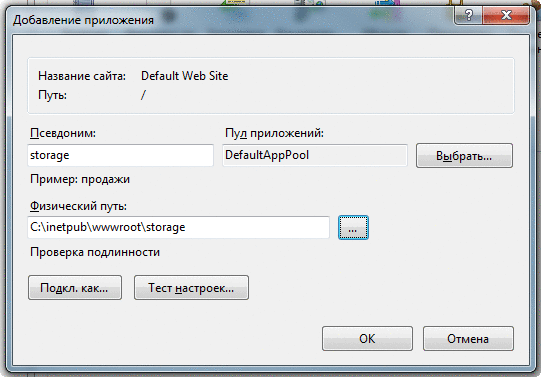 Добавление приложения
Название сайта: Default Web Site
Путь: /
Псевдоним: Пул приложений:
storage DefaultAppPool Выбрать...
Пример: продажи
Физический путь:
C:\inetpub\wwwroot\storage ...
Проверка подлинности
Подкл. как... Тест настроек...
ОК Отмена